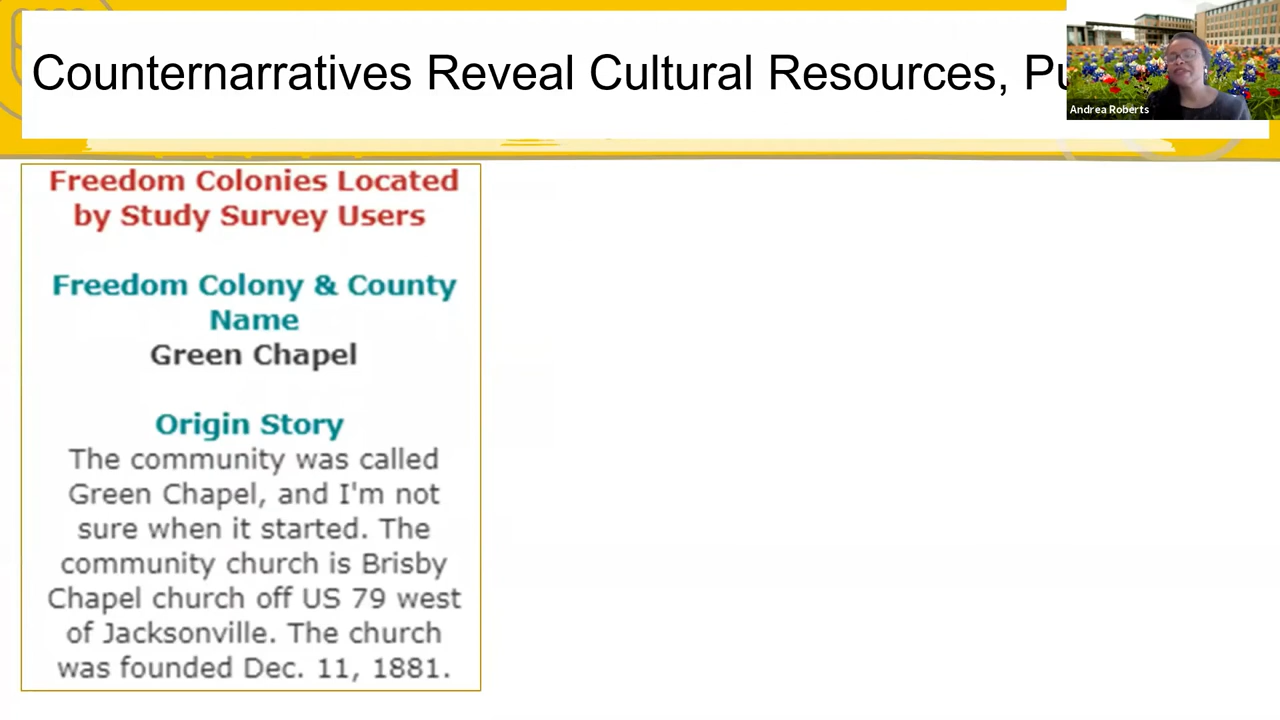 Counternarratives Reveal Cultural Resources,
Andrea Roberts
Freedom Colonies Located
by Study Survey Users
Freedom Colony & County
Name
Green Chapel
Origin Story
The community was called
Green Chapel, and I'm not
sure when it started. The
community church is Brisby
Chapel church off US 79 west
of Jacksonville. The church
was founded Dec. 11, 1881.